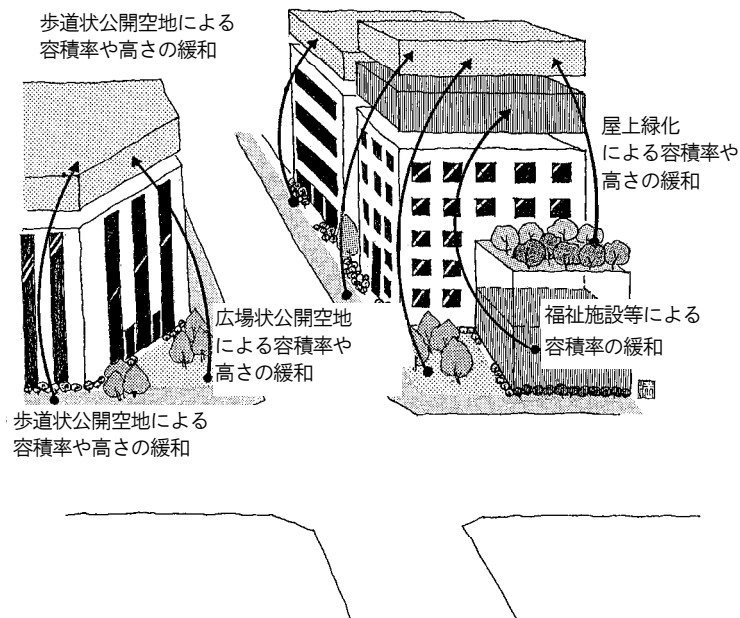 歩道状公開空地による
容積率や高さの緩和
屋上緑化
による容積率や
高さの緩和
広場状公開空地
による容積率や
高さの緩和
福祉施設等による
容積率の緩和
歩道状公開空地による
容積率や高さの緩和